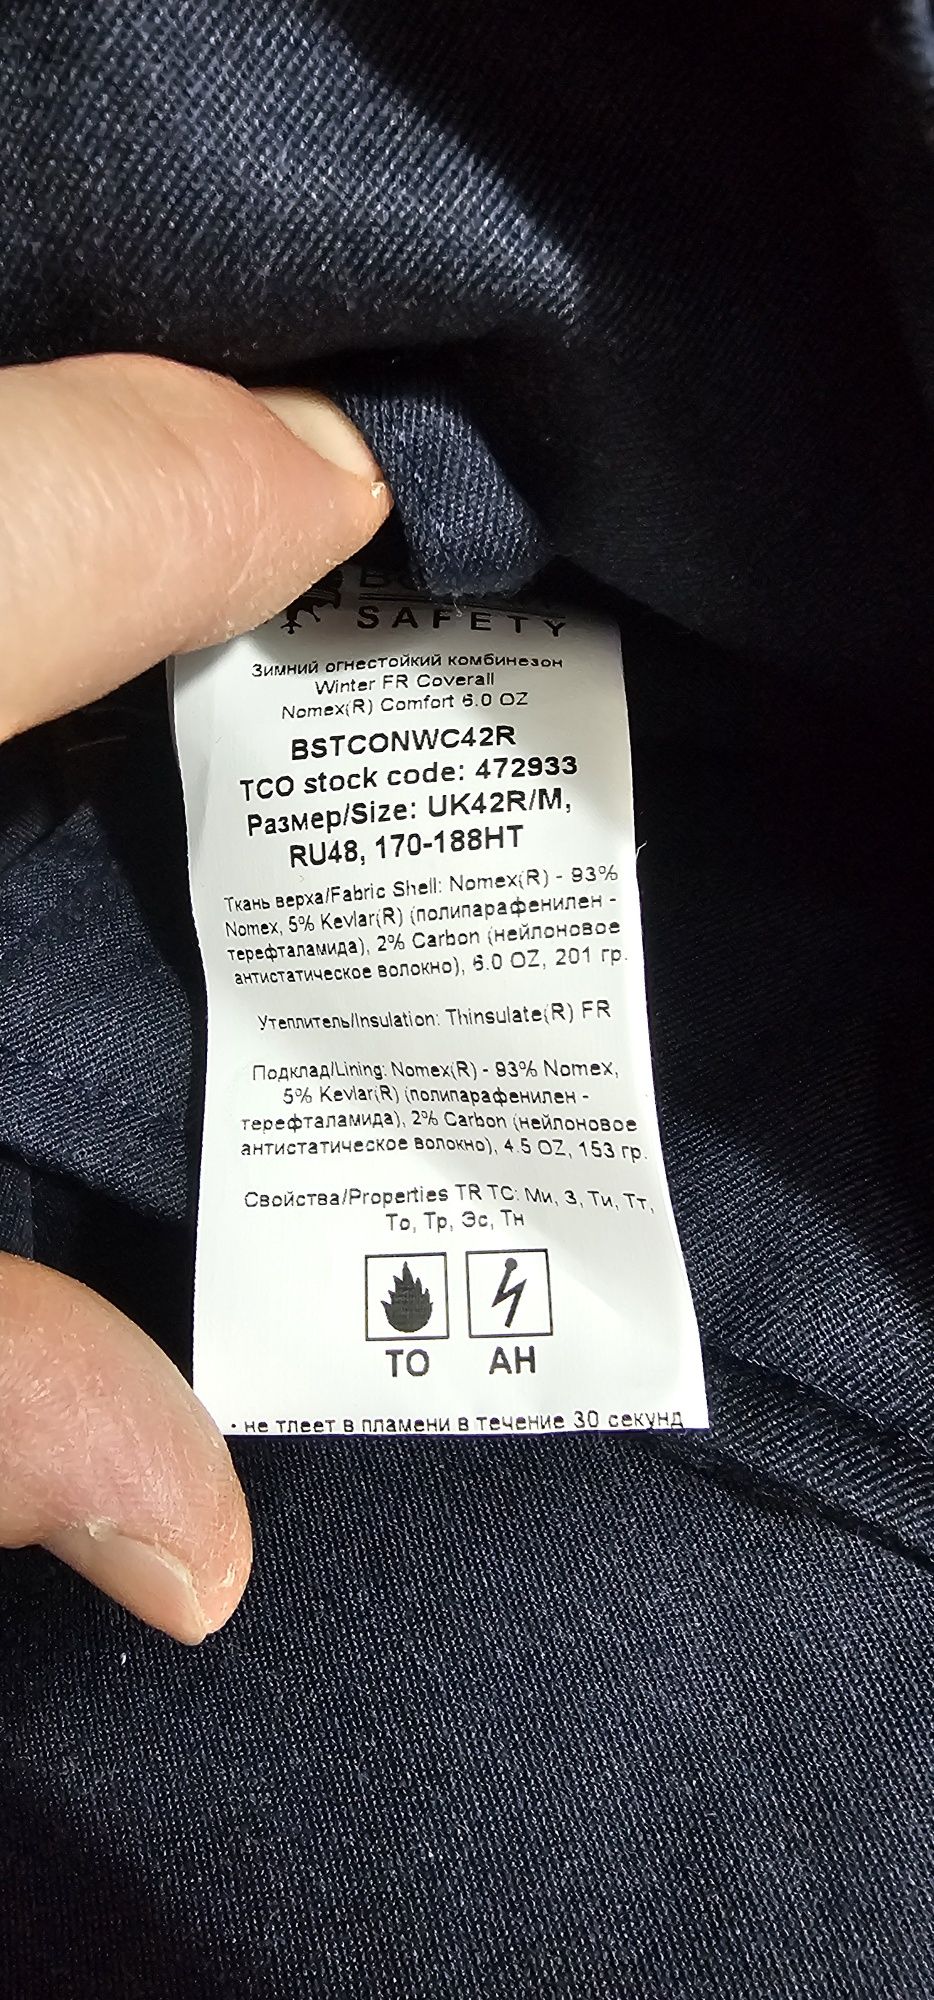 SAFETY
Зимний огнестойкий комбинезон
Winter FR Coverall
Nomex(R) Comfort 6.0 OZ
BSTCONWC42R
TCO stock code: 472933
Размер/Size: UK42R/M,
RU48, 170-188HT
Ткань верха/Fabric Shell: Nomex(R) - 93%
Nomex, 5% Kevlar(R) (полипарафенилен -
терефталамида), 2% Carbon (нейлоновое
антистатическое волокно), 6.0 OZ, 201 гр.
Утеплитель/Insulation: Thinsulate(R) FR
Подклад/Lining: Nomex(R) - 93% Nomex,
5% Kevlar(R) (полипарафенилен -
терефталамида), 2% Carbon (нейлоновое
антистатическое волокно), 4.5 OZ, 153 гр.
Свойства/Properties TR TC: Ми, З, Ти, Тт,
То, Тр, Эс, Тн
ТО АН
• не тлеет в пламени в течение 30 секунд